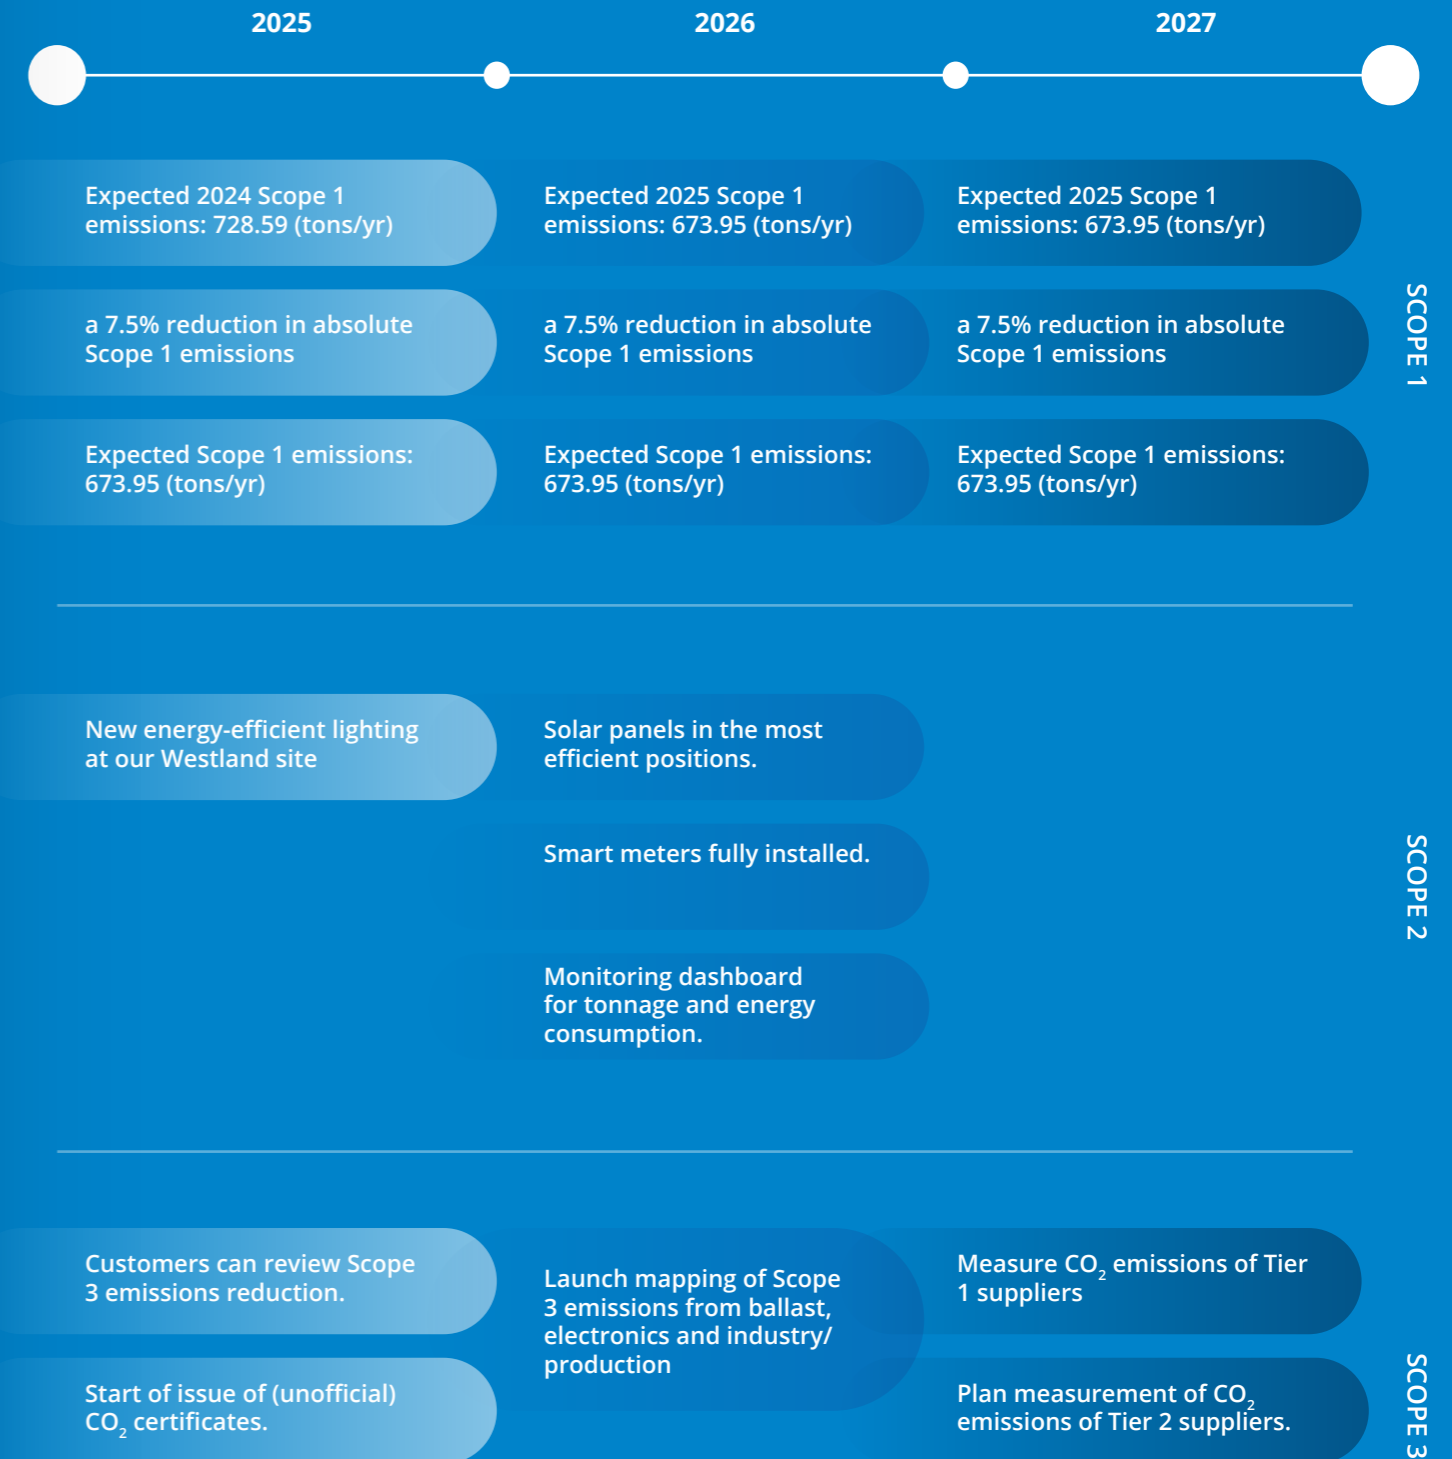 2025
2026
2027
Expected 2024 Scope 1
emissions: 728.59 (tons/yr)
Expected 2025 Scope 1
emissions: 673.95 (tons/yr)
Expected 2025 Scope 1
emissions: 673.95 (tons/yr)
a 7.5% reduction in absolute
Scope 1 emissions
a 7.5% reduction in absolute
Scope 1 emissions
a 7.5% reduction in absolute
Scope 1 emissions
Expected Scope 1 emissions:
673.95 (tons/yr)
Expected Scope 1 emissions:
673.95 (tons/yr)
Expected Scope 1 emissions:
673.95 (tons/yr)
SCOPE 1
New energy-efficient lighting
at our Westland site
Solar panels in the most
efficient positions.
Smart meters fully installed.
Monitoring dashboard
for tonnage and energy
consumption.
SCOPE 2
Customers can review Scope
3 emissions reduction.
Start of issue of (unofficial)
CO₂ certificates.
Launch mapping of Scope
3 emissions from ballast,
electronics and industry/
production
Measure CO₂ emissions of Tier
1 suppliers
Plan measurement of CO₂
emissions of Tier 2 suppliers.
SCOPE 3